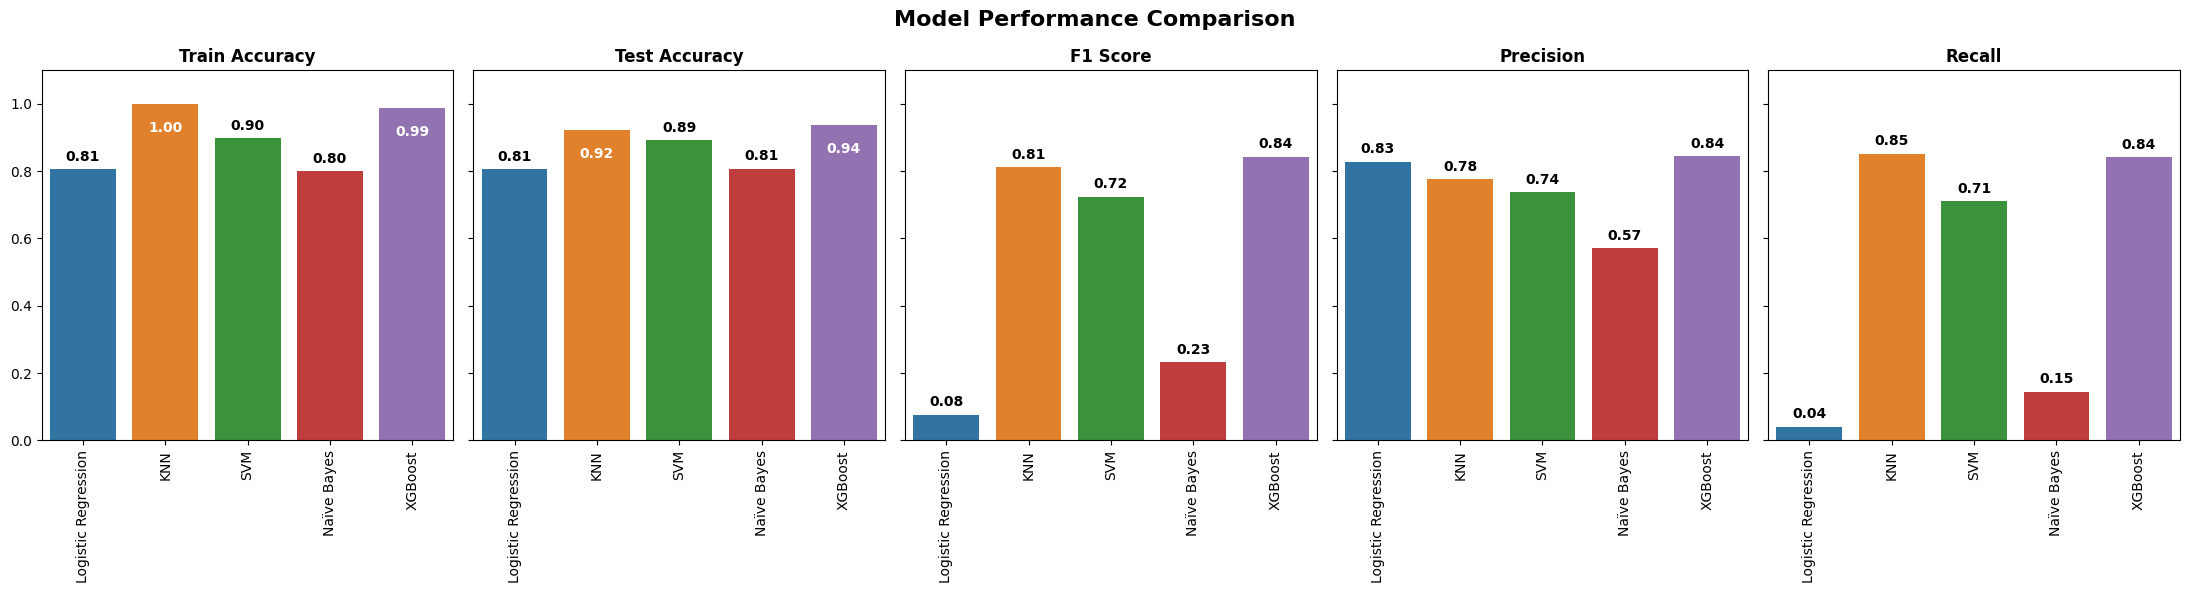 Model Performance Comparison
Train Accuracy
1.0
0.8
0.6
0.4
0.2
0.0
0.81
1.00
0.90
0.80
0.99
Logistic Regression
KNN
SVM
Naïve Bayes
XGBoost
Test Accuracy
0.81
0.92
0.89
0.81
0.94
Logistic Regression
KNN
SVM
Naïve Bayes
XGBoost
F1 Score
0.08
0.81
0.72
0.23
0.84
Logistic Regression
KNN
SVM
Naïve Bayes
XGBoost
Precision
0.83
0.78
0.74
0.57
0.84
Logistic Regression
KNN
SVM
Naïve Bayes
XGBoost
Recall
0.04
0.85
0.71
0.15
0.84
Logistic Regression
KNN
SVM
Naïve Bayes
XGBoost